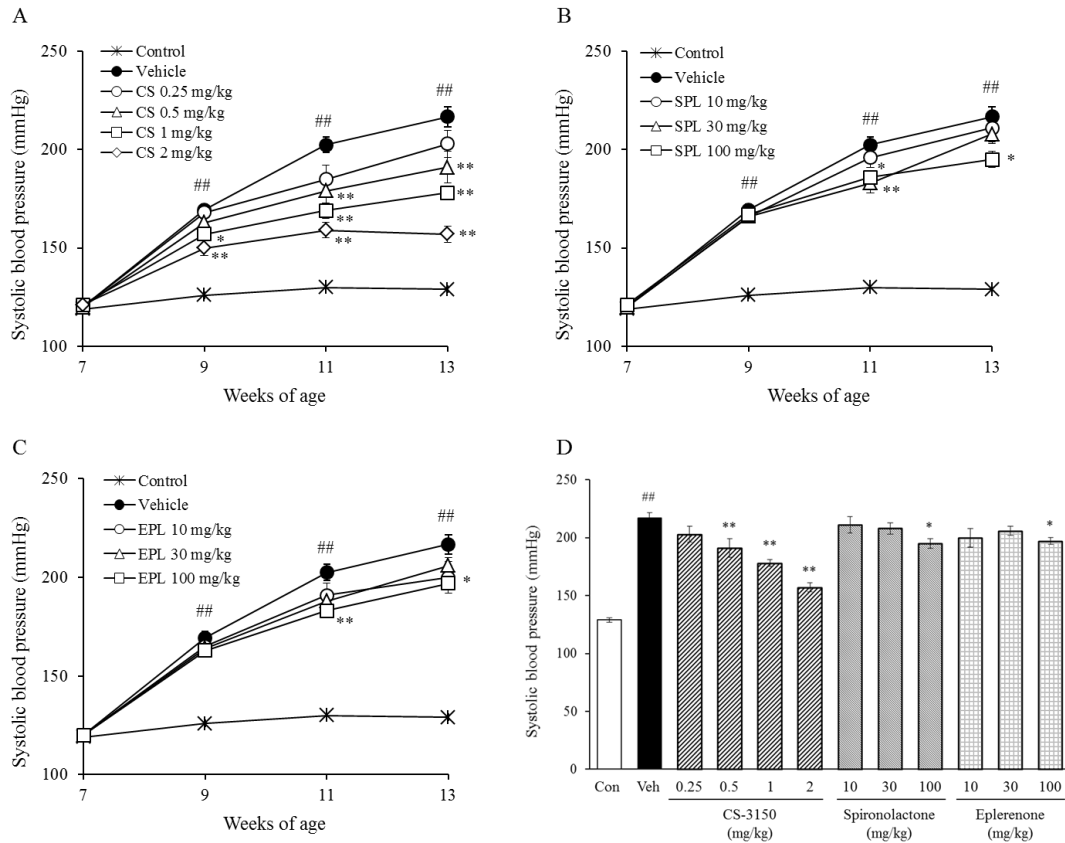 A
Control
Vehicle
CS 0.25 mg/kg
CS 0.5 mg/kg
CS 1 mg/kg
CS 2 mg/kg
Systolic blood pressure (mmHg)
250
200
150
100
##
##
##
*
**
**
**
**
**
**
**
7
9
11
13
Weeks of age
B
Control
Vehicle
SPL 10 mg/kg
SPL 30 mg/kg
SPL 100 mg/kg
Systolic blood pressure (mmHg)
250
200
150
100
##
##
##
*
**
*
7
9
11
13
Weeks of age
C
Control
Vehicle
EPL 10 mg/kg
EPL 30 mg/kg
EPL 100 mg/kg
Systolic blood pressure (mmHg)
250
200
150
100
##
##
##
**
*
7
9
11
13
Weeks of age
D
Systolic blood pressure (mmHg)
250
200
150
100
50
0
##
**
**
**
*
*
Con Veh 0.25 0.5 1 2 10 30 100 10 30 100
CS-3150 Spironolactone Eplerenone
(mg/kg) (mg/kg) (mg/kg)